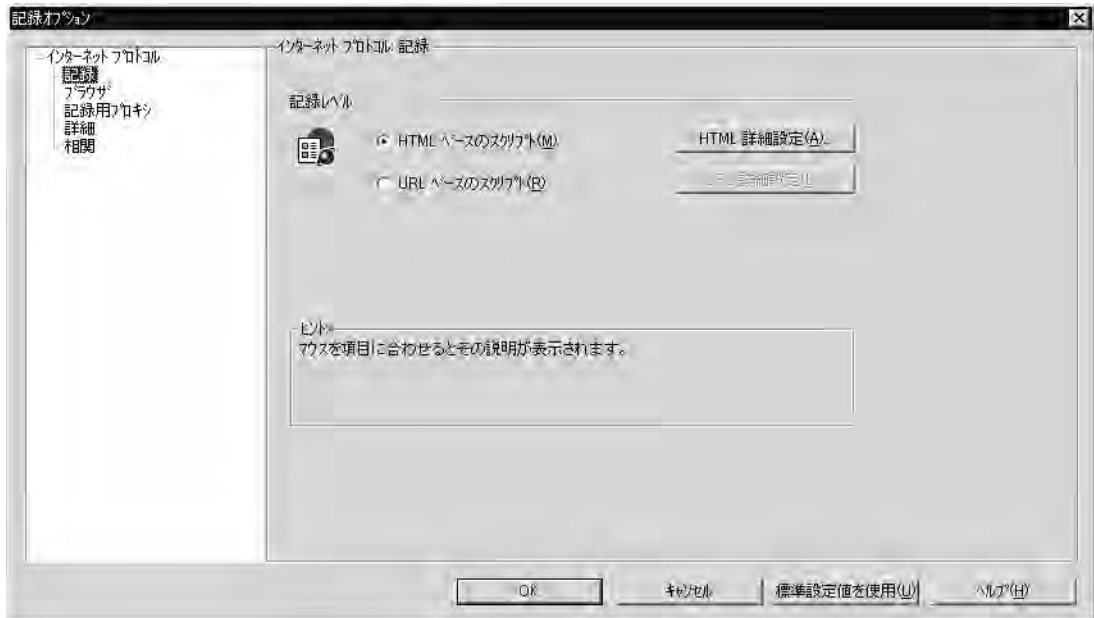 記録オプション
インターネット プロトコル
記録
ブラウザ
記録用プロキシ
詳細
相関
インターネット プロトコル: 記録
記録レベル
HTML ベースのスクリプト(M)
HTML 詳細設定(A)...
URL ベースのスクリプト(R)
詳細設定
ヒント
マウスを項目に合わせるとその説明が表示されます。
OK
キャンセル
標準設定値を使用(U)
ヘルプ(H)